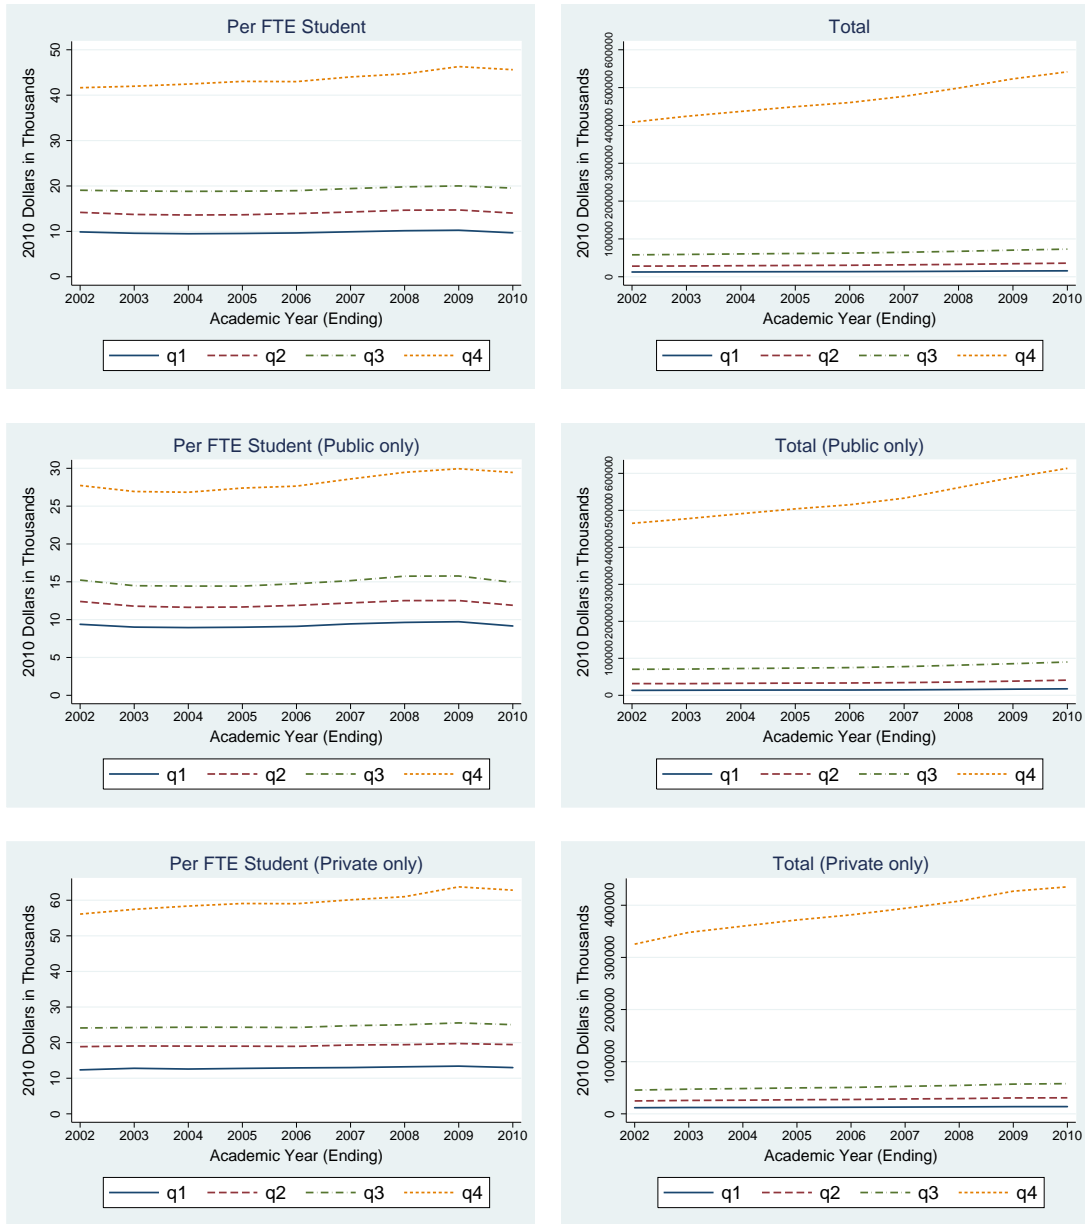 Per FTE Student
2010 Dollars in Thousands
50
40
30
20
10
0
2002 2003 2004 2005 2006 2007 2008 2009 2010
Academic Year (Ending)
q1 q2 q3 q4
Total
2010 Dollars in Thousands
600000
500000
400000
300000
200000
100000
0
2002 2003 2004 2005 2006 2007 2008 2009 2010
Academic Year (Ending)
q1 q2 q3 q4
Per FTE Student (Public only)
2010 Dollars in Thousands
30
25
20
15
10
5
0
2002 2003 2004 2005 2006 2007 2008 2009 2010
Academic Year (Ending)
q1 q2 q3 q4
Total (Public only)
2010 Dollars in Thousands
600000
500000
400000
300000
200000
100000
0
2002 2003 2004 2005 2006 2007 2008 2009 2010
Academic Year (Ending)
q1 q2 q3 q4
Per FTE Student (Private only)
2010 Dollars in Thousands
60
50
40
30
20
10
0
2002 2003 2004 2005 2006 2007 2008 2009 2010
Academic Year (Ending)
q1 q2 q3 q4
Total (Private only)
2010 Dollars in Thousands
400000
300000
200000
100000
0
2002 2003 2004 2005 2006 2007 2008 2009 2010
Academic Year (Ending)
q1 q2 q3 q4